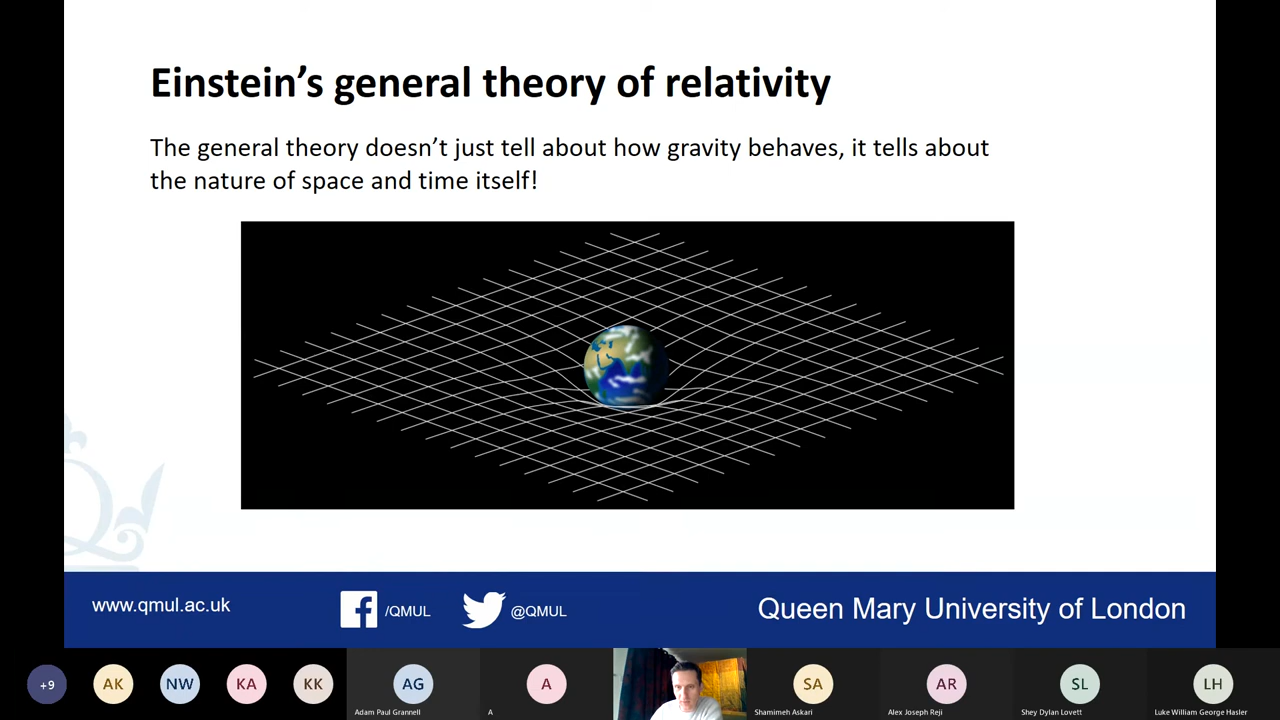 Einstein’s general theory of relativity
The general theory doesn’t just tell about how gravity behaves, it tells about
the nature of space and time itself!
www.qmul.ac.uk
/QMUL
@QMUL
Queen Mary University of London
+9
AK
NW
KA
KK
AG
A
SA
AR
SL
LH
Adam Paul Grannell
A
Shamimeh Askari
Alex Joseph Reji
Shey Dylan Lovett
Luke William George Hasler